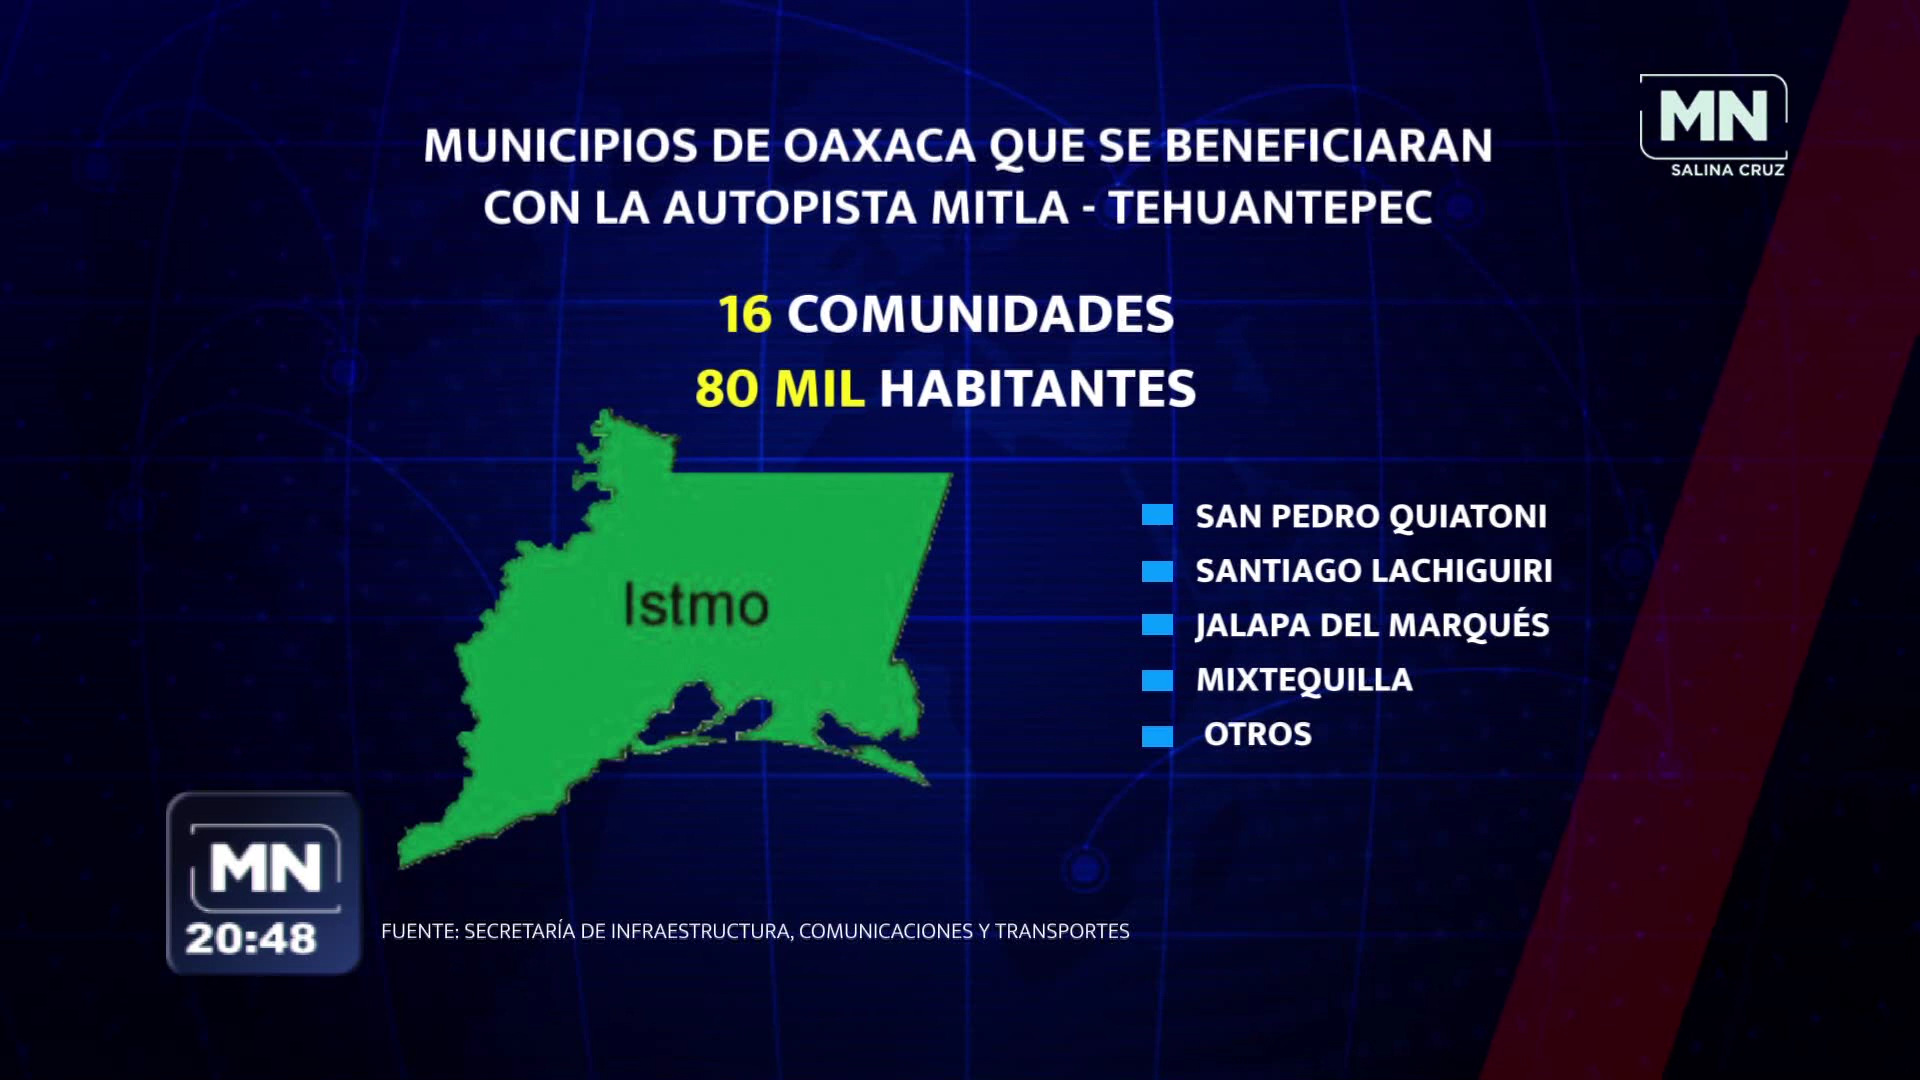 MN
SALINA CRUZ
MUNICIPIOS DE OAXACA QUE SE BENEFICIARAN
CON LA AUTOPISTA MITLA - TEHUANTEPEC
16 COMUNIDADES
80 MIL HABITANTES
Istmo
SAN PEDRO QUIATONI
SANTIAGO LACHIGUIRI
JALAPA DEL MARQUÉS
MIXTEQUILLA
OTROS
MN
20:48
FUENTE: SECRETARÍA DE INFRAESTRUCTURA, COMUNICACIONES Y TRANSPORTES